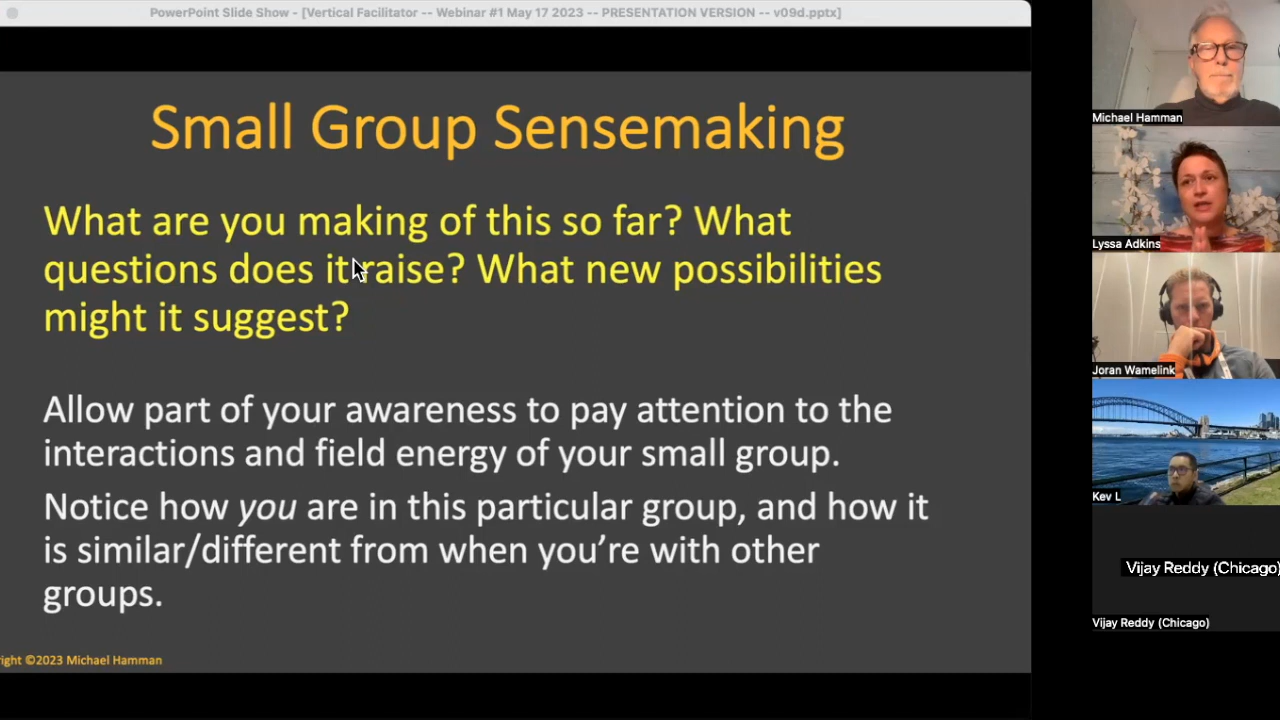 PowerPoint Slide Show - [Vertical Facilitator -- Webinar #1 May 17 2023 -- PRESENTATION VERSION -- v09d.pptx]
Small Group Sensemaking
What are you making of this so far? What
questions does it raise? What new possibilities
might it suggest?
Allow part of your awareness to pay attention to the
interactions and field energy of your small group.
Notice how you are in this particular group, and how it
is similar/different from when you’re with other
groups.
right ©2023 Michael Hamman
Michael Hamman
Lyssa Adkins
Joran Wamelink
Kev L
Vijay Reddy (Chicago)
Vijay Reddy (Chicago)